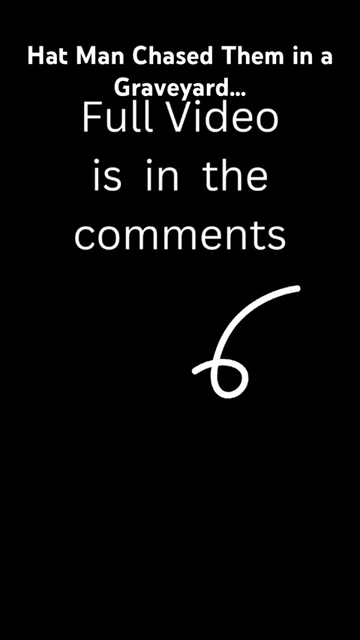 Hat Man Chased Them in a
Graveyard...
Full Video
is in the
comments